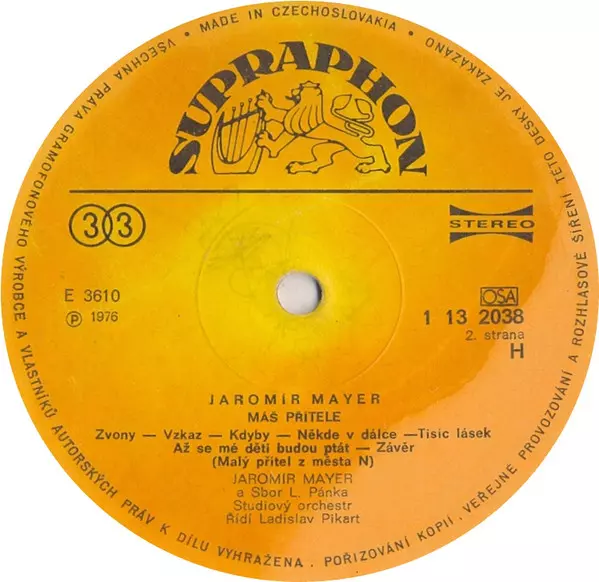 MADE IN CZECHOSLOVAKIA • VŠECHNA PRÁVA GRAMOFONOVÉHO VÝROBCE A VLASTNÍKŮ AUTORSKÝCH PRÁV K DÍLU VYHRAŽENA. POŘIZOVÁNÍ KOPIÍ, VEŘEJNÉ PROVOZOVÁNÍ A ROZHLASOVÉ ŠÍŘENÍ TÉTO DESKY JE ZAKÁZÁNO •
SUPRAPHON
33
STEREO
E 3610
℗ 1976
OSA
1 13 2038
2. strana
H
JAROMÍR MAYER
MÁŠ PŘÍTELE
Zvony — Vzkaz — Kdyby — Někde v dálce —Tisíc lásek
Až se mé děti budou ptát — Závěr
(Malý přítel z města N)
JAROMÍR MAYER
a Sbor L. Pánka
Studiový orchestr
Řídí Ladislav Pikart